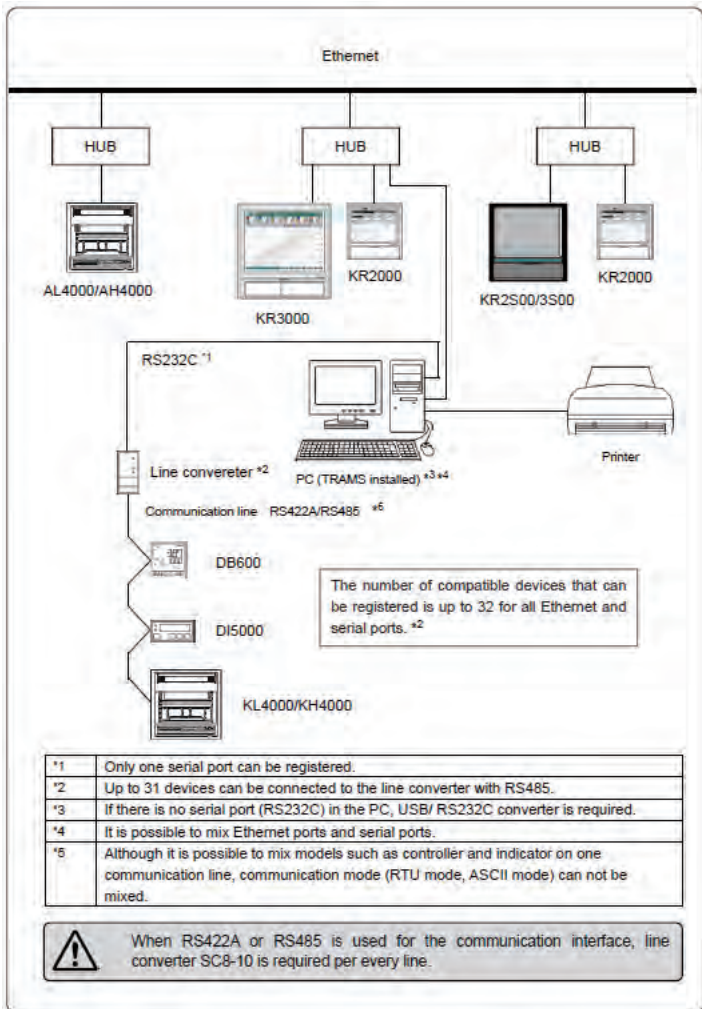 Ethernet
HUB
HUB
HUB
AL4000/AH4000
KR3000
KR2000
KR2S00/3S00
KR2000
RS232C *1
Line convereter *2
PC (TRAMS installed) *3 *4
Printer
Communication line RS422A/RS485 *5
DB600
The number of compatible devices that can
be registered is up to 32 for all Ethernet and
serial ports. *2
DI5000
KL4000/KH4000
*1 Only one serial port can be registered.
*2 Up to 31 devices can be connected to the line converter with RS485.
*3 If there is no serial port (RS232C) in the PC, USB/ RS232C converter is required.
*4 It is possible to mix Ethernet ports and serial ports.
*5 Although it is possible to mix models such as controller and indicator on one
communication line, communication mode (RTU mode, ASCII mode) can not be
mixed.
When RS422A or RS485 is used for the communication interface, line
converter SC8-10 is required per every line.